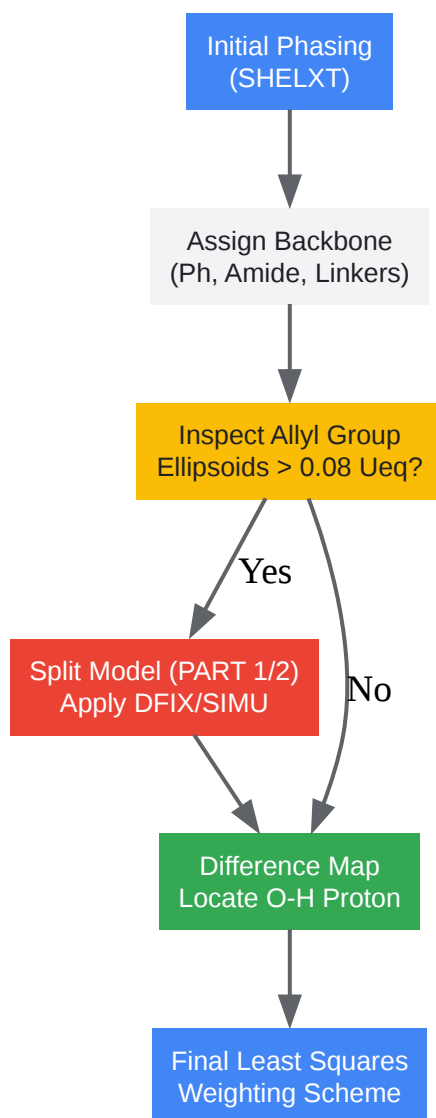 Initial Phasing
(SHELXT)
Assign Backbone
(Ph, Amide, Linkers)
Inspect Allyl Group
Ellipsoids > 0.08 Ueq?
Yes
Split Model (PART 1/2)
Apply DFIX/SIMU
No
Difference Map
Locate O-H Proton
Final Least Squares
Weighting Scheme